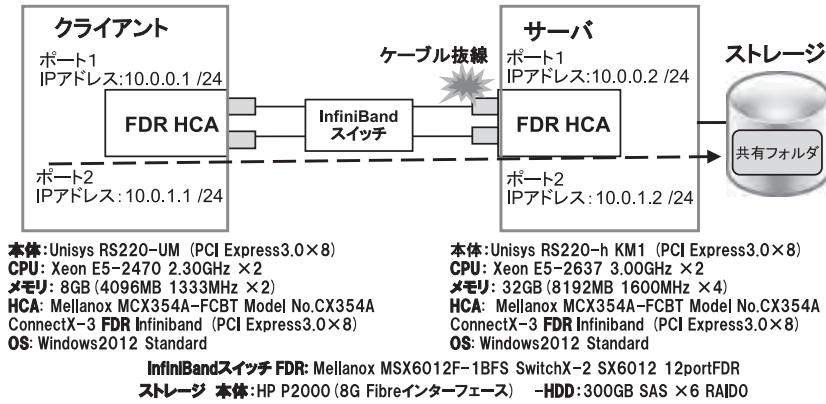 クライアント
ポート1
IPアドレス:10.0.0.1 /24
FDR HCA
ポート2
IPアドレス:10.0.1.1 /24
InfiniBand
スイッチ
ケーブル抜線
サーバ
ポート1
IPアドレス:10.0.0.2 /24
FDR HCA
ポート2
IPアドレス:10.0.1.2 /24
ストレージ
共有フォルダ
本体:Unisys RS220-UM (PCI Express3.0×8)
CPU: Xeon E5-2470 2.30GHz ×2
メモリ: 8GB(4096MB 1333MHz ×2)
HCA: Mellanox MCX354A-FCBT Model No.CX354A
ConnectX-3 FDR Infiniband (PCI Express3.0×8)
OS: Windows2012 Standard
本体:Unisys RS220-h KM1 (PCI Express3.0×8)
CPU: Xeon E5-2637 3.00GHz ×2
メモリ: 32GB(8192MB 1600MHz ×4)
HCA: Mellanox MCX354A-FCBT Model No.CX354A
ConnectX-3 FDR Infiniband (PCI Express3.0×8)
OS: Windows2012 Standard
InfiniBandスイッチ FDR: Mellanox MSX6012F-1BFS SwitchX-2 SX6012 12portFDR
ストレージ 本体:HP P2000(8G Fibreインターフェース) -HDD:300GB SAS ×6 RAID0